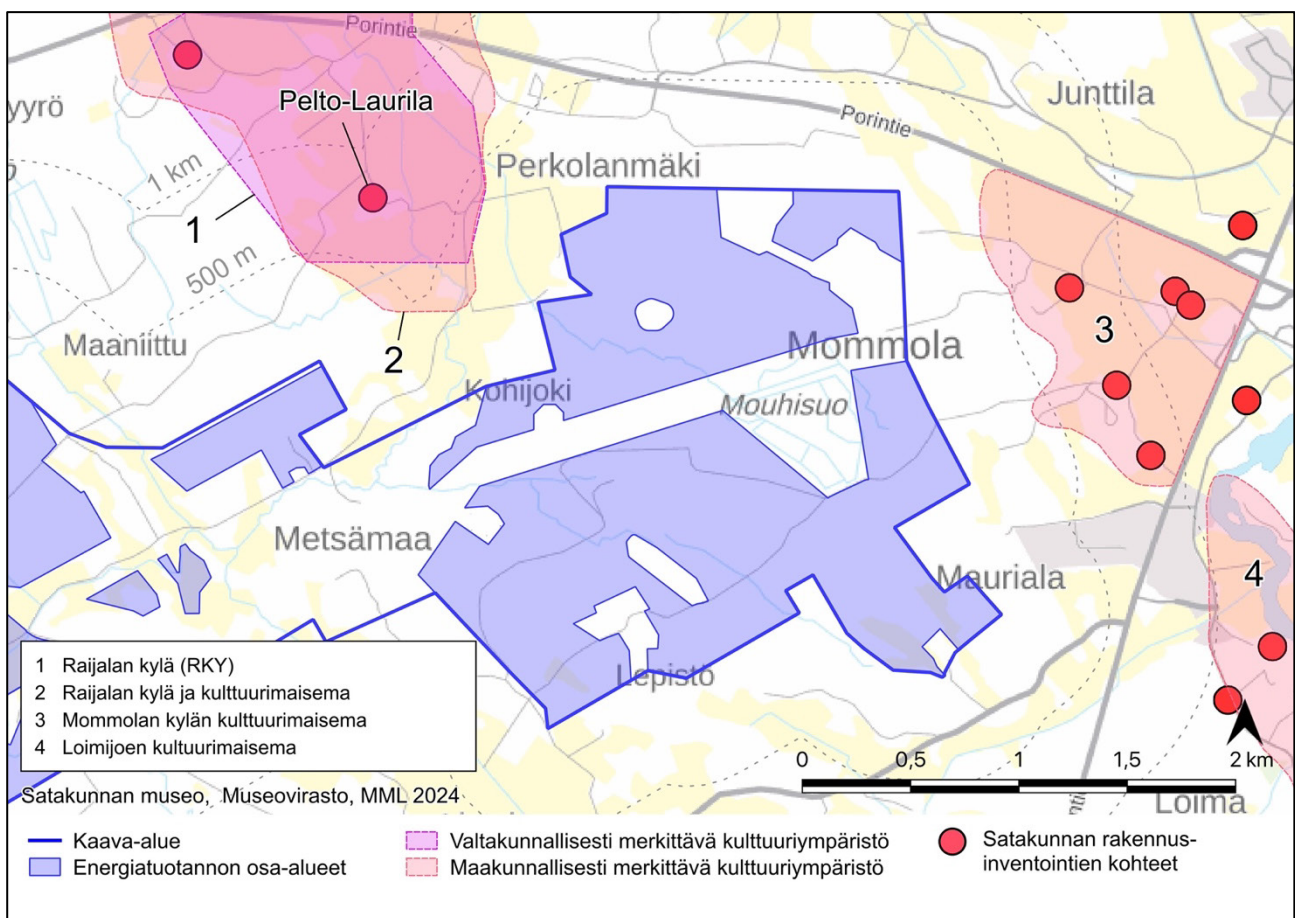 Porintie
yyrö
Junttila
Pelto-Laurila
Porintie
Perkolanmäki
1 km
1
500 m
Maaniittu
2
Mommola
3
Kohijoki
Mouhisuo
Metsämaa
Mauriala
4
Lepistö
1 Raijalan kylä (RKY)
2 Raijalan kylä ja kulttuurimaisema
3 Mommolan kylän kulttuurimaisema
4 Loimijoen kultuurimaisema
0 0,5 1 1,5 2 km
Satakunnan museo, Museovirasto, MML 2024
Loima
Kaava-alue
Energiatuotannon osa-alueet
Valtakunnallisesti merkittävä kulttuuriympäristö
Maakunnallisesti merkittävä kulttuuriympäristö
Satakunnan rakennus-
inventointien kohteet